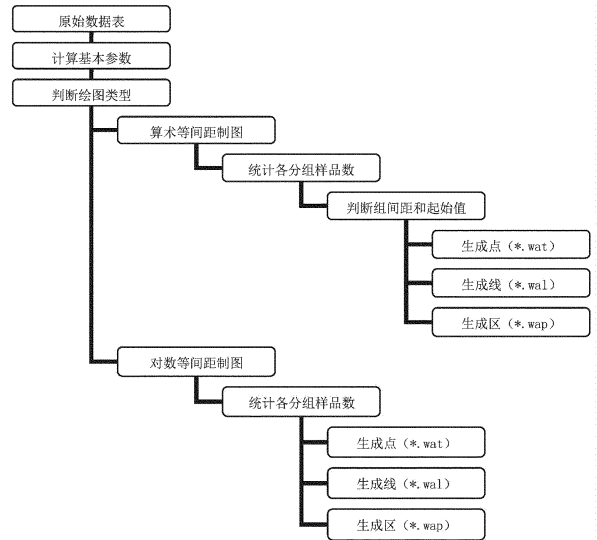 原始数据表
计算基本参数
判断绘图类型
算术等间距制图
统计各分组样品数
判断组间距和起始值
生成点（*.wat）
生成线（*.wal）
生成区（*.wap）
对数等间距制图
统计各分组样品数
生成点（*.wat）
生成线（*.wal）
生成区（*.wap）